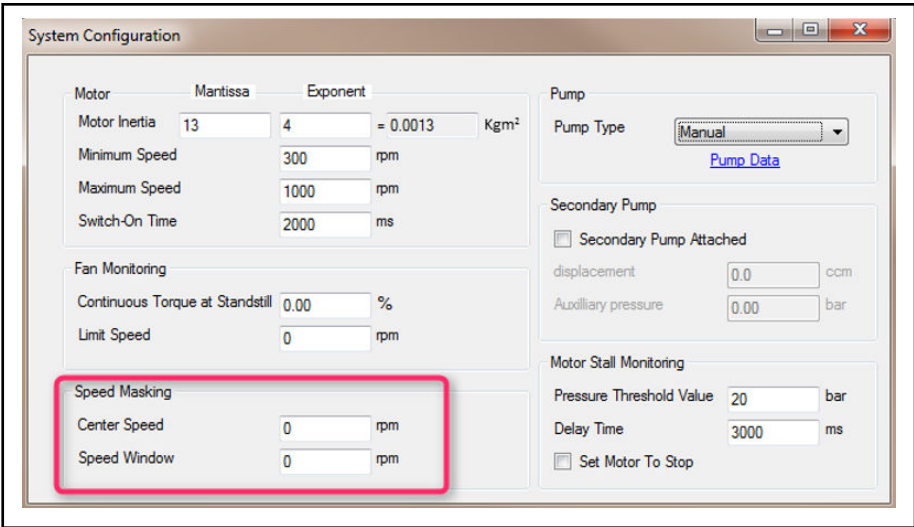 System Configuration
Motor Mantissa Exponent
Motor Inertia 13 4 = 0.0013 Kgm²
Minimum Speed 300 rpm
Maximum Speed 1000 rpm
Switch-On Time 2000 ms
Fan Monitoring
Continuous Torque at Standstill 0.00 %
Limit Speed 0 rpm
Speed Masking
Center Speed 0 rpm
Speed Window 0 rpm
Pump
Pump Type Manual
Pump Data
Secondary Pump
Secondary Pump Attached
displacement 0.0 ccm
Auxilliary pressure 0.00 bar
Motor Stall Monitoring
Pressure Threshold Value 20 bar
Delay Time 3000 ms
Set Motor To Stop